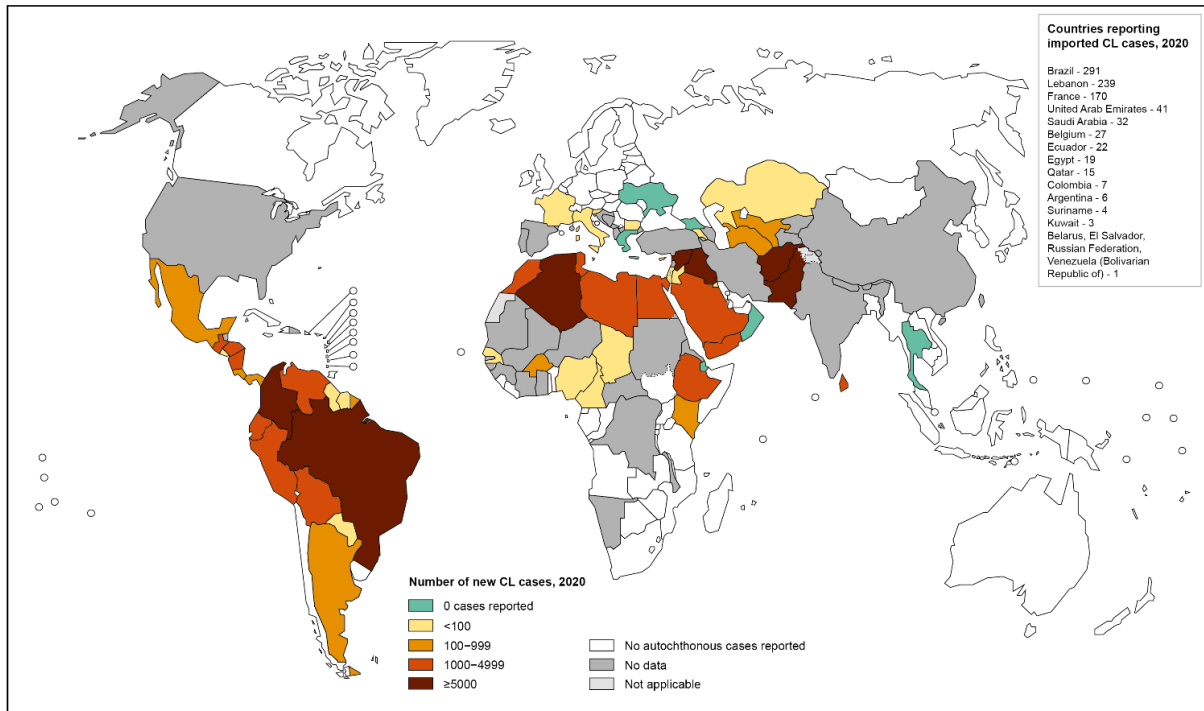 Countries reporting
imported CL cases, 2020
Brazil - 291
Lebanon - 239
France - 170
United Arab Emirates - 41
Saudi Arabia - 32
Belgium - 27
Ecuador - 22
Egypt - 19
Qatar - 15
Colombia - 7
Argentina - 6
Suriname - 4
Kuwait - 3
Belarus, El Salvador,
Russian Federation,
Venezuela (Bolivarian
Republic of) - 1
Number of new CL cases, 2020
0 cases reported
<100
100−999
1000−4999
≥5000
No autochthonous cases reported
No data
Not applicable